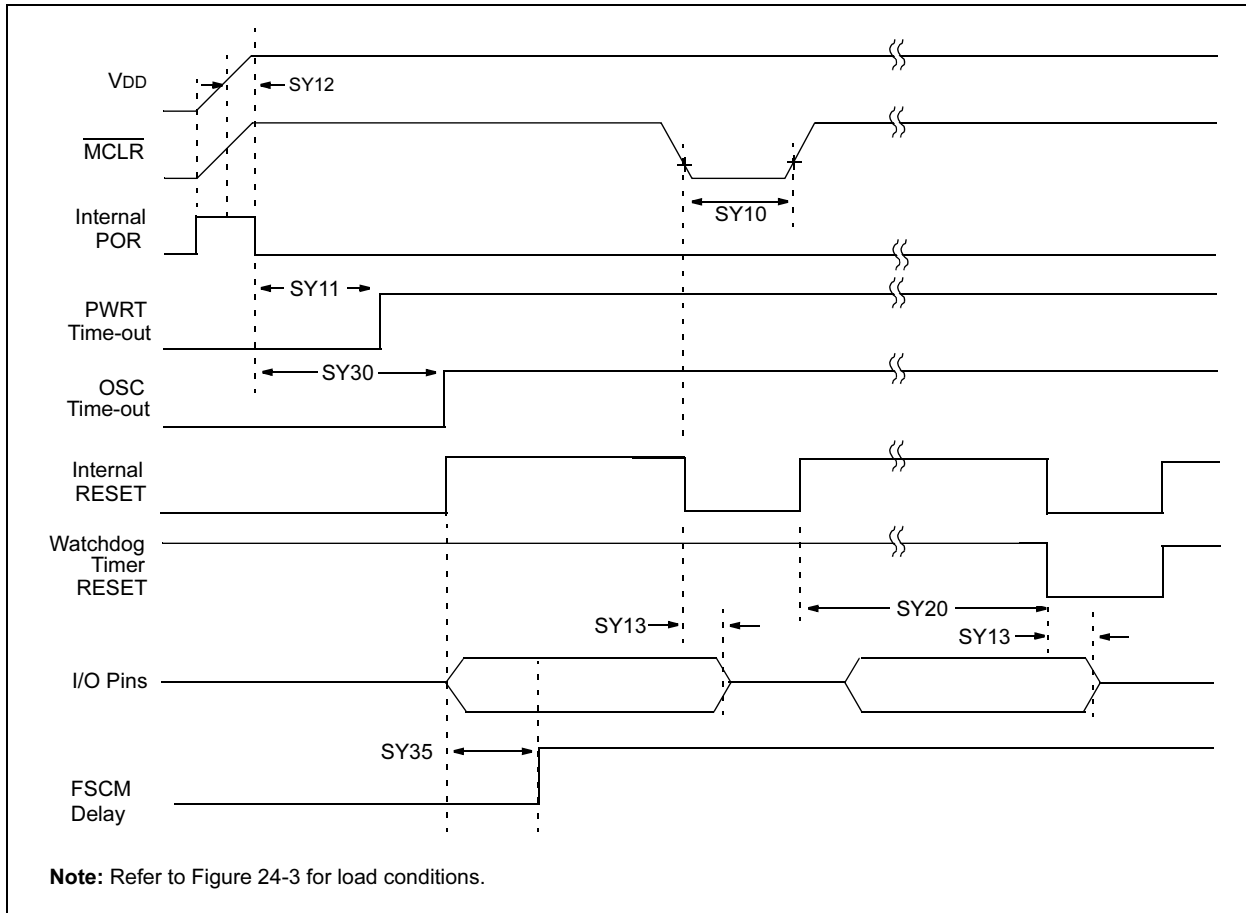 VDD
SY12
MCLR
SY10
Internal
POR
SY11
PWRT
Time-out
SY30
OSC
Time-out
Internal
RESET
Watchdog
Timer
RESET
SY20
SY13
SY13
I/O Pins
SY35
FSCM
Delay
Note: Refer to Figure 24-3 for load conditions.